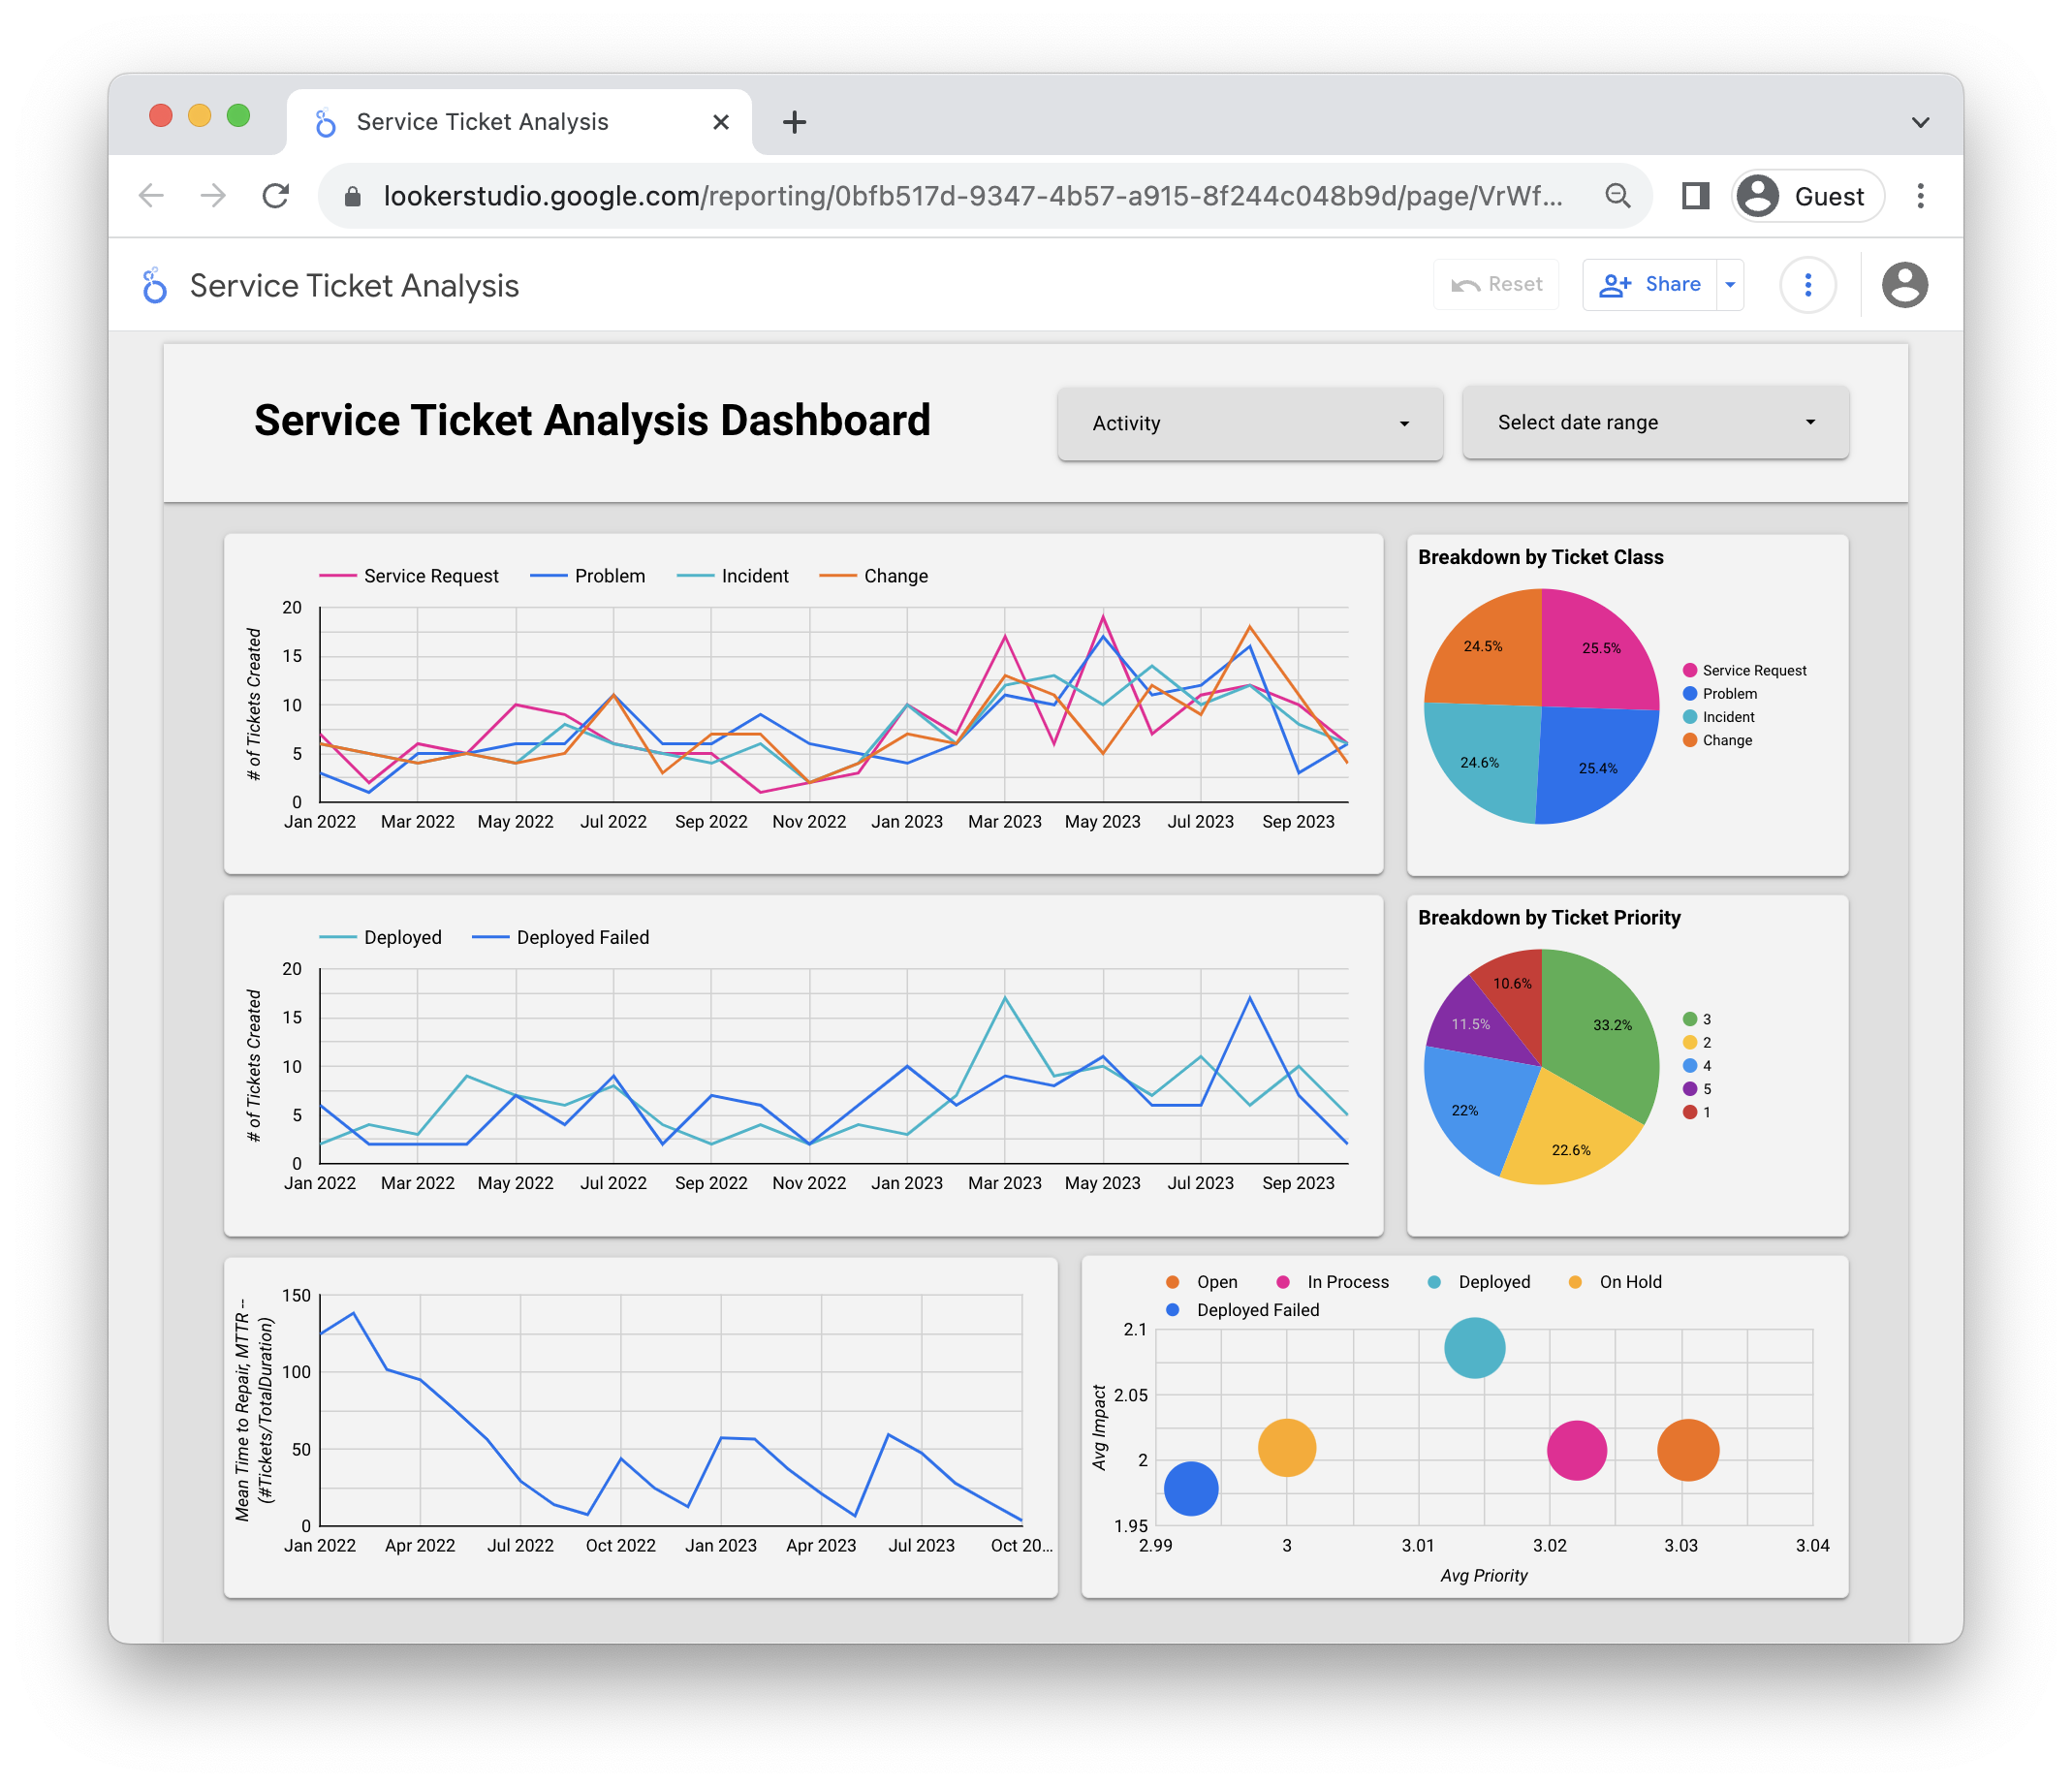 Service Ticket Analysis
lookerstudio.google.com/reporting/0bfb517d-9347-4b57-a915-8f244c048b9d/page/VrWf...
Guest
Service Ticket Analysis
Reset
Share
Service Ticket Analysis Dashboard
Activity
Select date range
Service Request Problem Incident Change
# of Tickets Created
20
15
10
5
0
Jan 2022 Mar 2022 May 2022 Jul 2022 Sep 2022 Nov 2022 Jan 2023 Mar 2023 May 2023 Jul 2023 Sep 2023
Breakdown by Ticket Class
24.5%
25.5%
24.6%
25.4%
Service Request
Problem
Incident
Change
Deployed Deployed Failed
# of Tickets Created
20
15
10
5
0
Jan 2022 Mar 2022 May 2022 Jul 2022 Sep 2022 Nov 2022 Jan 2023 Mar 2023 May 2023 Jul 2023 Sep 2023
Breakdown by Ticket Priority
10.6%
11.5%
33.2%
22%
22.6%
3
2
4
5
1
Mean Time to Repair, MTTR --
(#Tickets/TotalDuration)
150
100
50
0
Jan 2022 Apr 2022 Jul 2022 Oct 2022 Jan 2023 Apr 2023 Jul 2023 Oct 20...
Open In Process Deployed On Hold
Deployed Failed
Avg Impact
2.1
2.05
2
1.95
2.99 3 3.01 3.02 3.03 3.04
Avg Priority